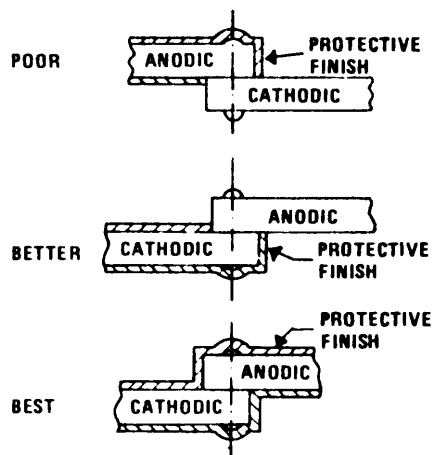 POOR
ANODIC
PROTECTIVE
FINISH
CATHODIC
BETTER
ANODIC
CATHODIC
PROTECTIVE
FINISH
BEST
PROTECTIVE
FINISH
ANODIC
CATHODIC